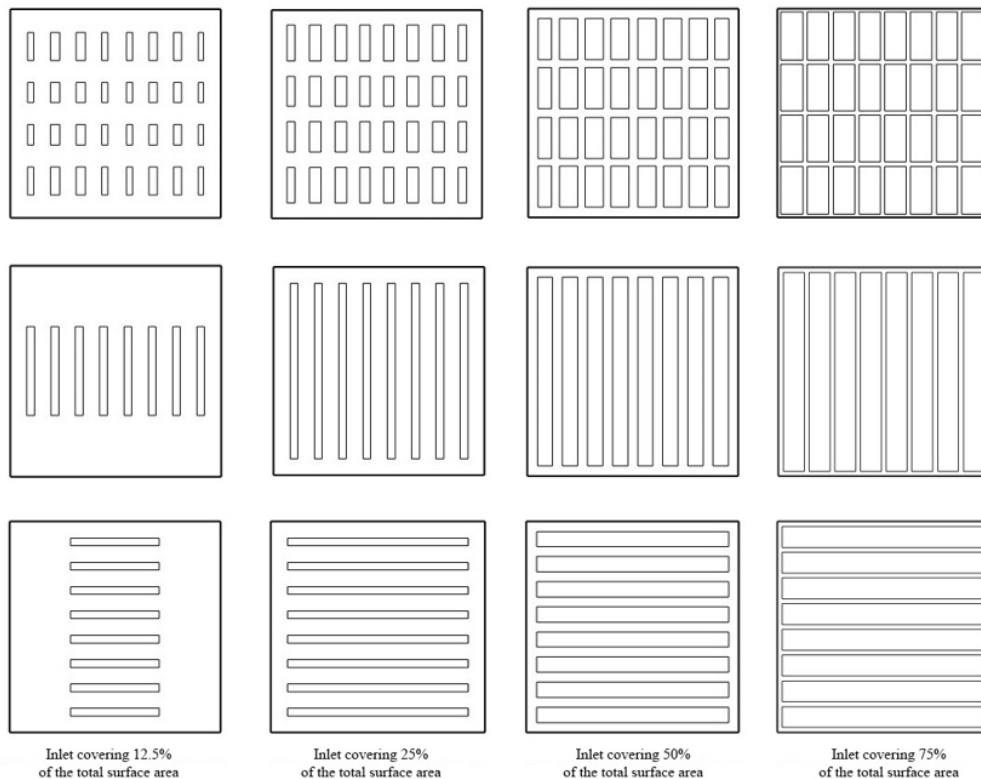 Inlet covering 12.5%
of the total surface area
Inlet covering 25%
of the total surface area
Inlet covering 50%
of the total surface area
Inlet covering 75%
of the total surface area